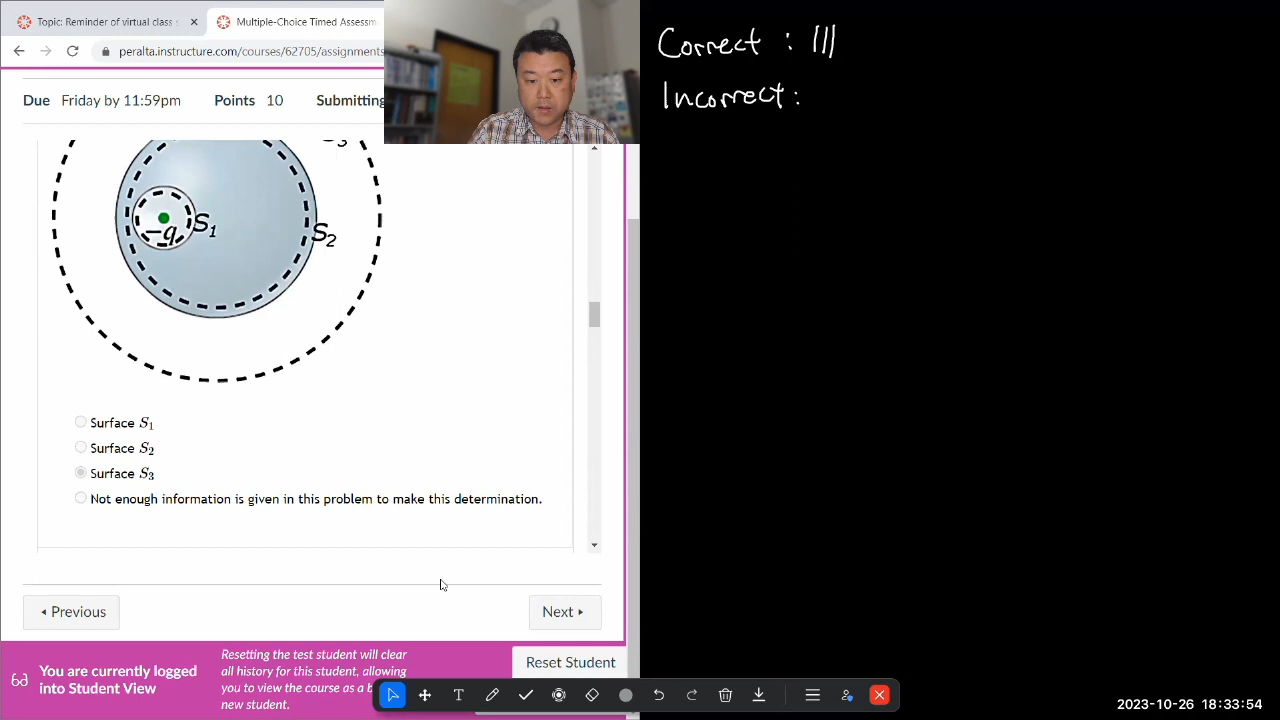 Topic: Reminder of virtual class s
Multiple-Choice Timed Assessm
peralta.instructure.com/courses/62705/assignments
Correct : |||
Incorrect :
Due Friday by 11:59pm Points 10 Submitting
S3
S1
-q
S2
Surface S1
Surface S2
Surface S3
Not enough information is given in this problem to make this determination.
Previous
Next
You are currently logged into Student View
Resetting the test student will clear
all history for this student, allowing
you to view the course as a b
new student.
Reset Student
T
2023-10-26 18:33:54